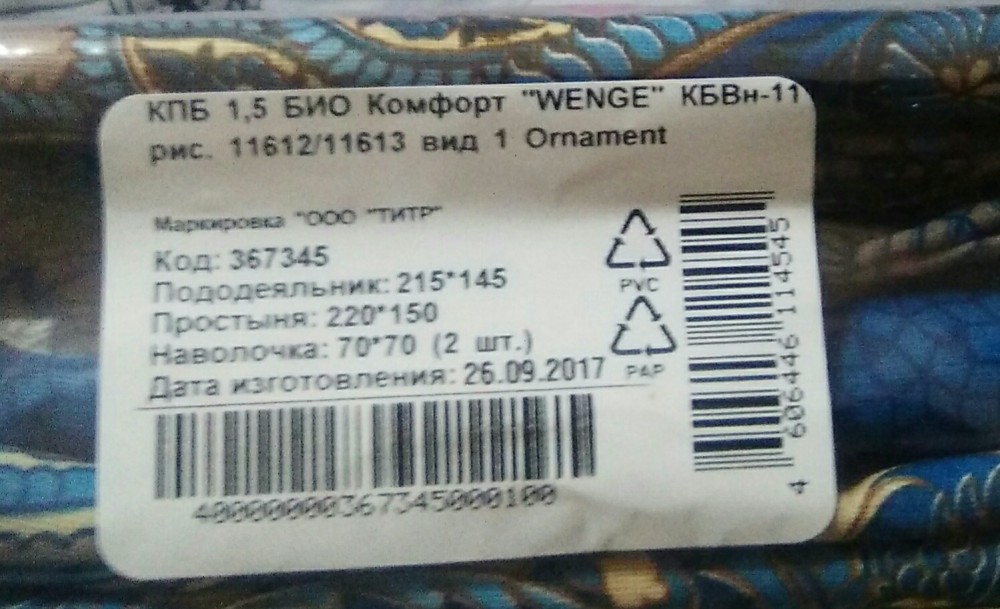 КПБ 1,5 БИО Комфорт "WENGE" КБВн-11
рис. 11612/11613 вид 1 Ornament
Маркировка "ООО "ТИТР"
Код: 367345
Пододеяльник: 215*145
Простыня: 220*150
Наволочка: 70*70 (2 шт.)
Дата изготовления: 26.09.2017
PVC
PAP
4 606446 114545
40000000367345000100